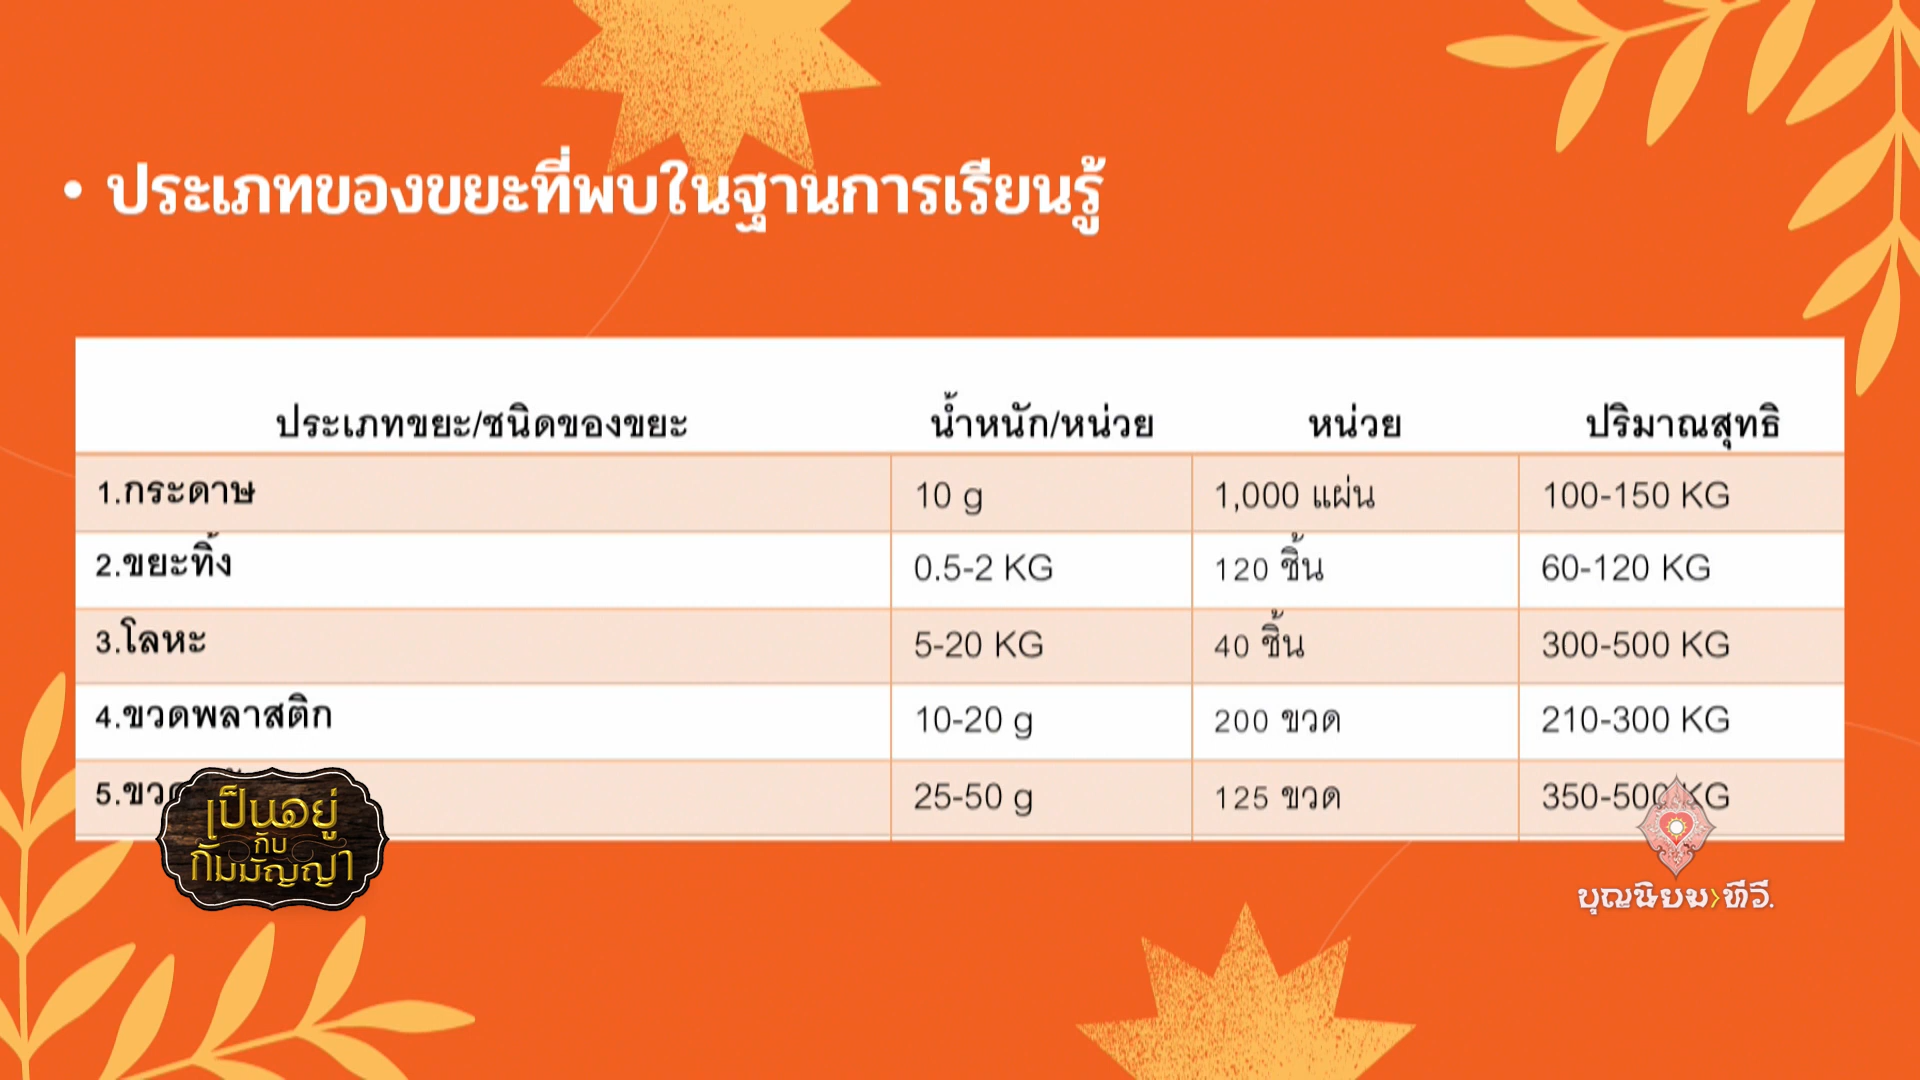 • ประเภทของขยะที่พบในฐานการเรียนรู้
ประเภทขยะ/ชนิดของขยะ น้ำหนัก/หน่วย หน่วย ปริมาณสุทธิ
1.กระดาษ 10 g 1,000 แผ่น 100-150 KG
2.ขยะทิ้ง 0.5-2 KG 120 ชิ้น 60-120 KG
3.โลหะ 5-20 KG 40 ชิ้น 300-500 KG
4.ขวดพลาสติก 10-20 g 200 ขวด 210-300 KG
5.ขวด 25-50 g 125 ขวด 350-500 KG
เป็นอยู่
กับ
กัมมัญญา
บุญนิยม>ทีวี.